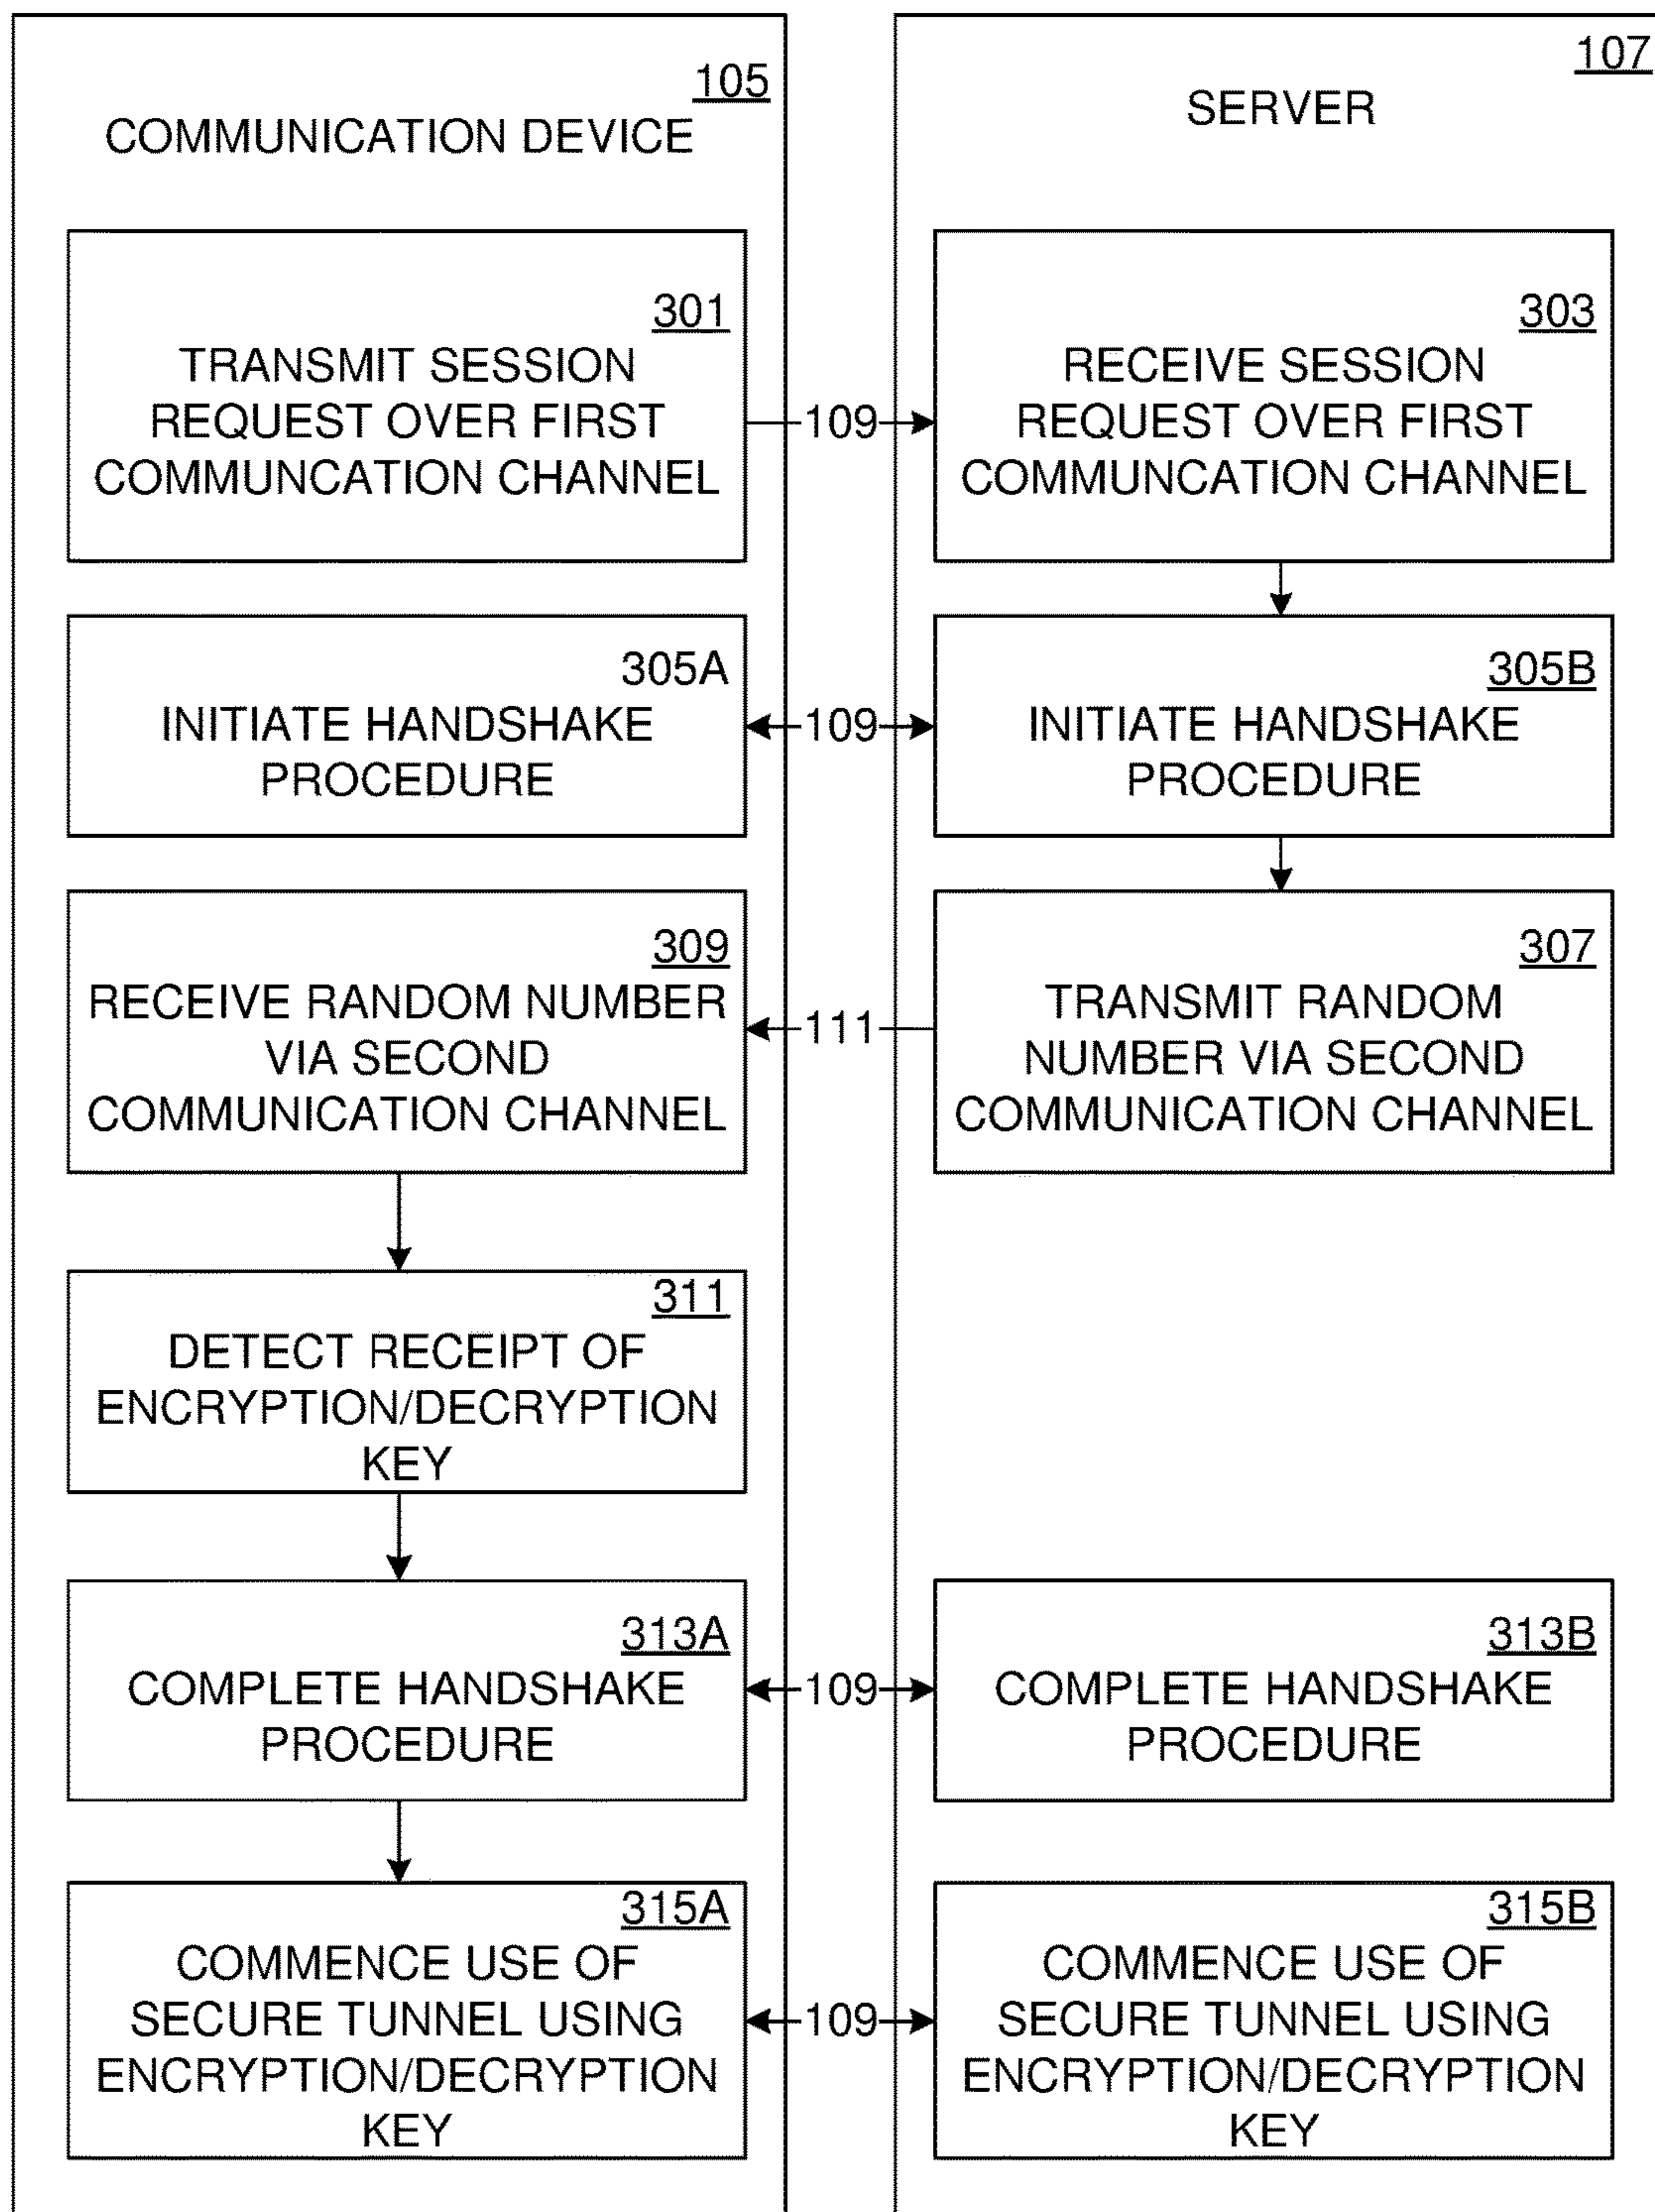 105
COMMUNICATION DEVICE
107
SERVER
301
TRANSMIT SESSION
REQUEST OVER FIRST
COMMUNCATION CHANNEL
109
303
RECEIVE SESSION
REQUEST OVER FIRST
COMMUNCATION CHANNEL
305A
INITIATE HANDSHAKE
PROCEDURE
109
305B
INITIATE HANDSHAKE
PROCEDURE
309
RECEIVE RANDOM NUMBER
VIA SECOND
COMMUNICATION CHANNEL
111
307
TRANSMIT RANDOM
NUMBER VIA SECOND
COMMUNICATION CHANNEL
311
DETECT RECEIPT OF
ENCRYPTION/DECRYPTION
KEY
313A
COMPLETE HANDSHAKE
PROCEDURE
109
313B
COMPLETE HANDSHAKE
PROCEDURE
315A
COMMENCE USE OF
SECURE TUNNEL USING
ENCRYPTION/DECRYPTION
KEY
109
315B
COMMENCE USE OF
SECURE TUNNEL USING
ENCRYPTION/DECRYPTION
KEY